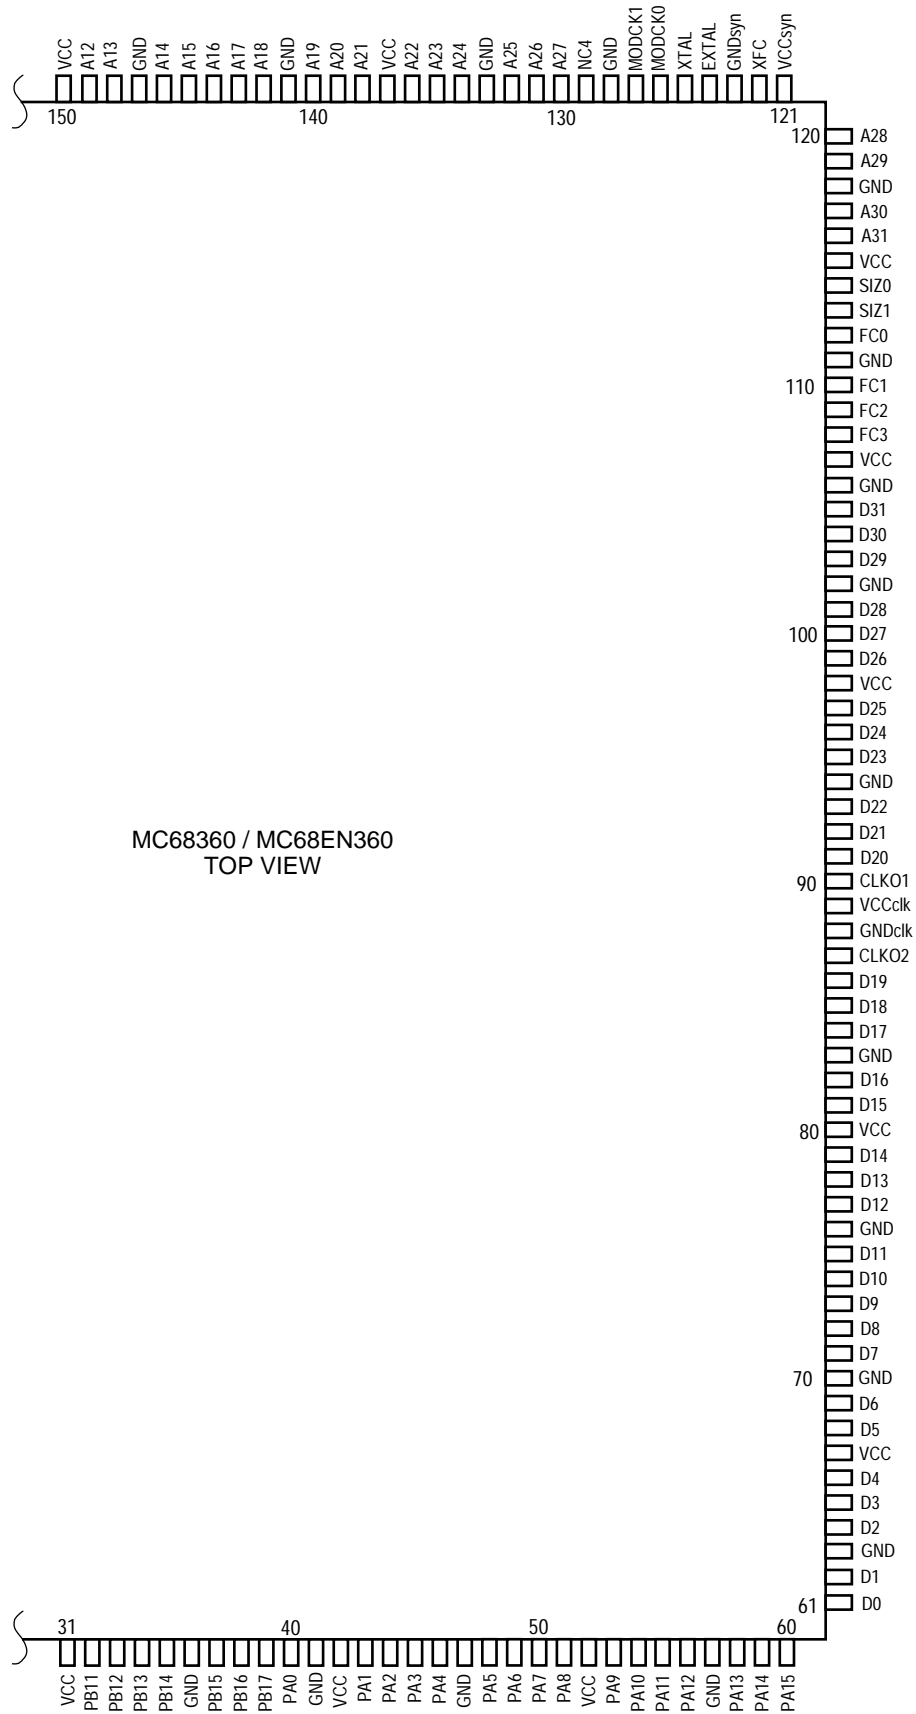 VCC
A12
A13
GND
A14
A15
A16
A17
A18
GND
A19
A20
A21
VCC
A22
A23
A24
GND
A25
A26
A27
NC4
GND
MODCK1
MODCK0
XTAL
EXTAL
GNDsyn
XFC
VCCsyn
150
140
130
121
120
A28
A29
GND
A30
A31
VCC
SIZ0
SIZ1
FC0
GND
110
FC1
FC2
FC3
VCC
GND
D31
D30
D29
GND
D28
100
D27
D26
VCC
D25
D24
D23
GND
D22
D21
D20
MC68360 / MC68EN360
TOP VIEW
90
CLKO1
VCCclk
GNDclk
CLKO2
D19
D18
D17
GND
D16
D15
80
VCC
D14
D13
D12
GND
D11
D10
D9
D8
D7
70
GND
D6
D5
VCC
D4
D3
D2
GND
D1
61
D0
31
40
50
60
VCC
PB11
PB12
PB13
PB14
GND
PB15
PB16
PB17
PA0
GND
VCC
PA1
PA2
PA3
PA4
GND
PA5
PA6
PA7
PA8
VCC
PA9
PA10
PA11
PA12
GND
PA13
PA14
PA15